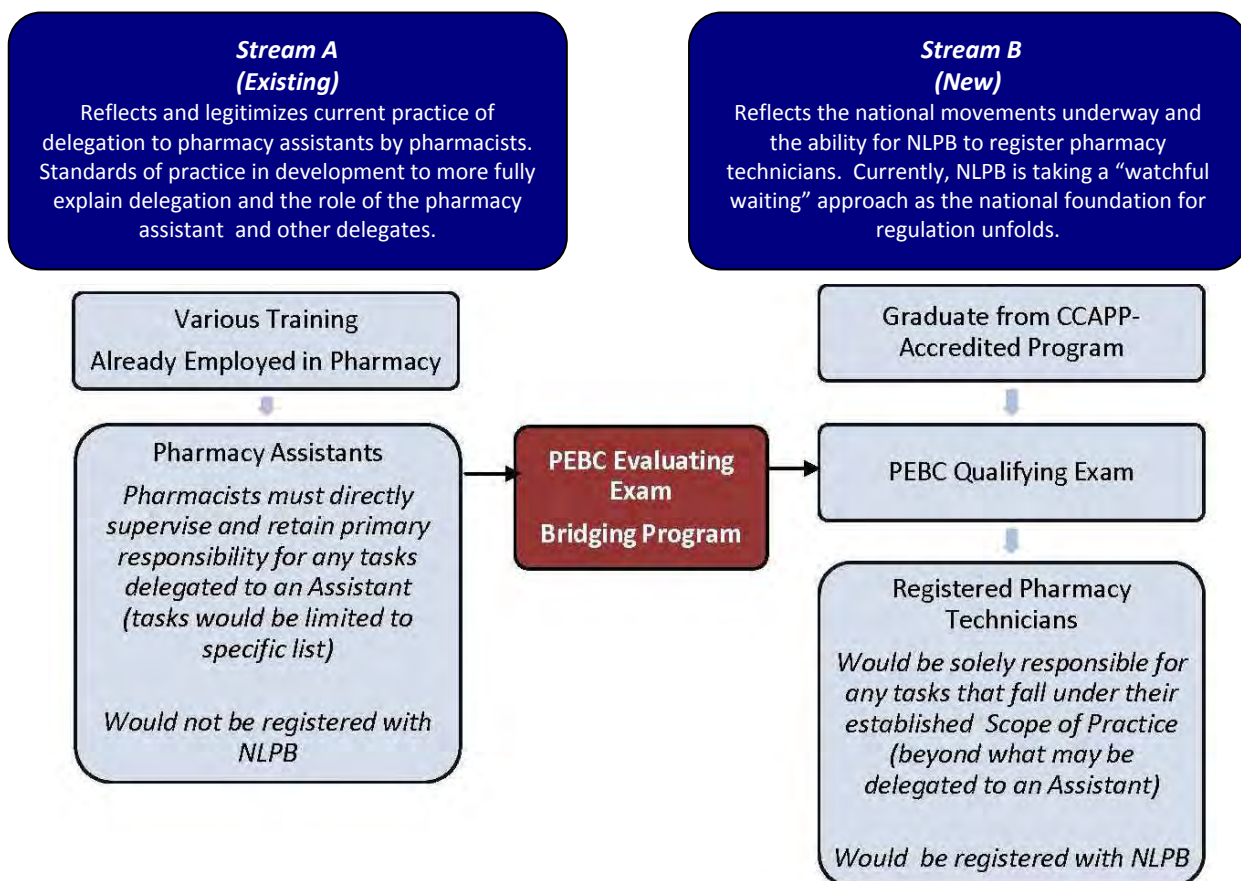 Stream A
(Existing)
Reflects and legitimizes current practice of
delegation to pharmacy assistants by pharmacists.
Standards of practice in development to more fully
explain delegation and the role of the pharmacy
assistant and other delegates.
Stream B
(New)
Reflects the national movements underway and
the ability for NLPB to register pharmacy
technicians. Currently, NLPB is taking a “watchful
waiting” approach as the national foundation for
regulation unfolds.
Various Training
Already Employed in Pharmacy
Pharmacy Assistants
Pharmacists must directly
supervise and retain primary
responsibility for any tasks
delegated to an Assistant
(tasks would be limited to
specific list)
Would not be registered with
NLPB
PEBC Evaluating
Exam
Bridging Program
Graduate from CCAPP-
Accredited Program
PEBC Qualifying Exam
Registered Pharmacy
Technicians
Would be solely responsible for
any tasks that fall under their
established Scope of Practice
(beyond what may be
delegated to an Assistant)
Would be registered with NLPB